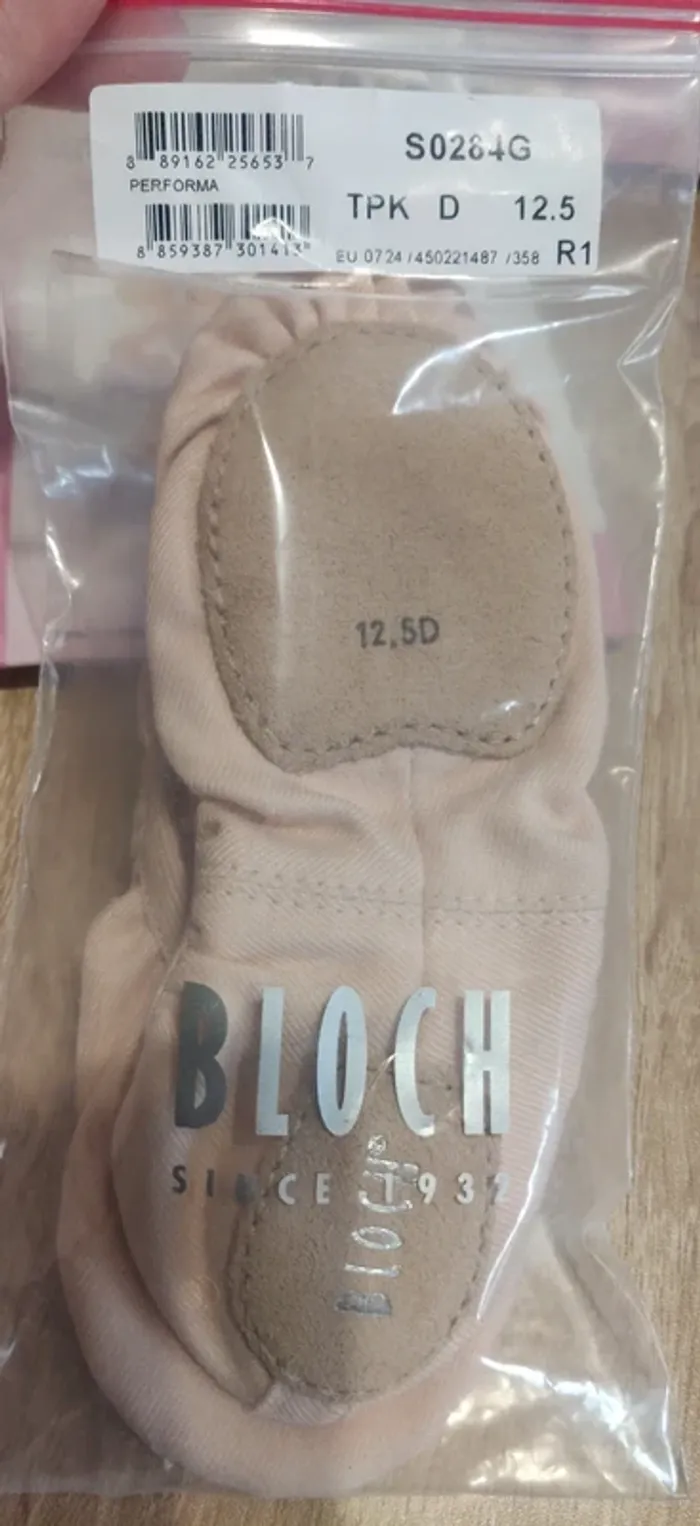 S0284G
8 89162 25653 7
PERFORMA
TPK D 12.5
8 859387 301413
EU 0724 /450221487 /358 R1
12.5D
BLOCH
SINCE 1932
BLOCH